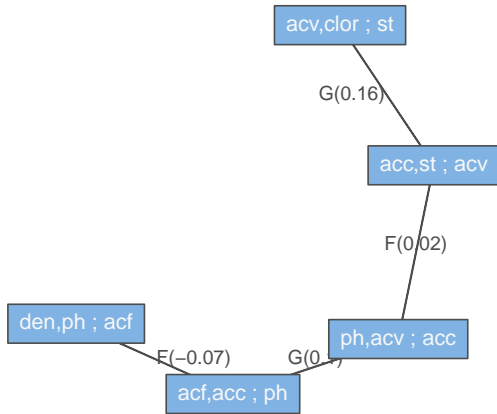 acv,clor ; st
G(0.16)
acc,st ; acv
F(0.02)
den,ph ; acf
ph,acv ; acc
F(−0.07)
acf,acc ; ph